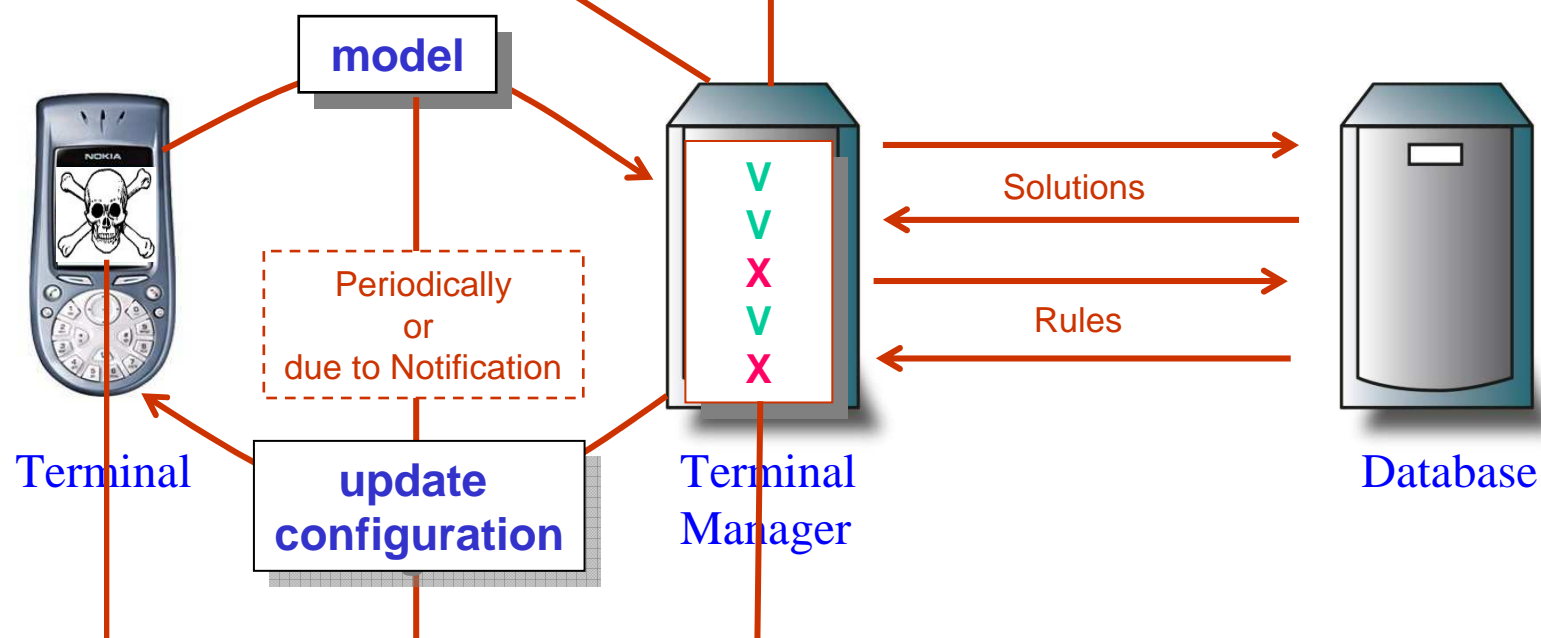 model
NOKIA
V
V
X
V
X
Solutions
Rules
Periodically
or
due to Notification
update
configuration
Terminal
Terminal
Manager
Database